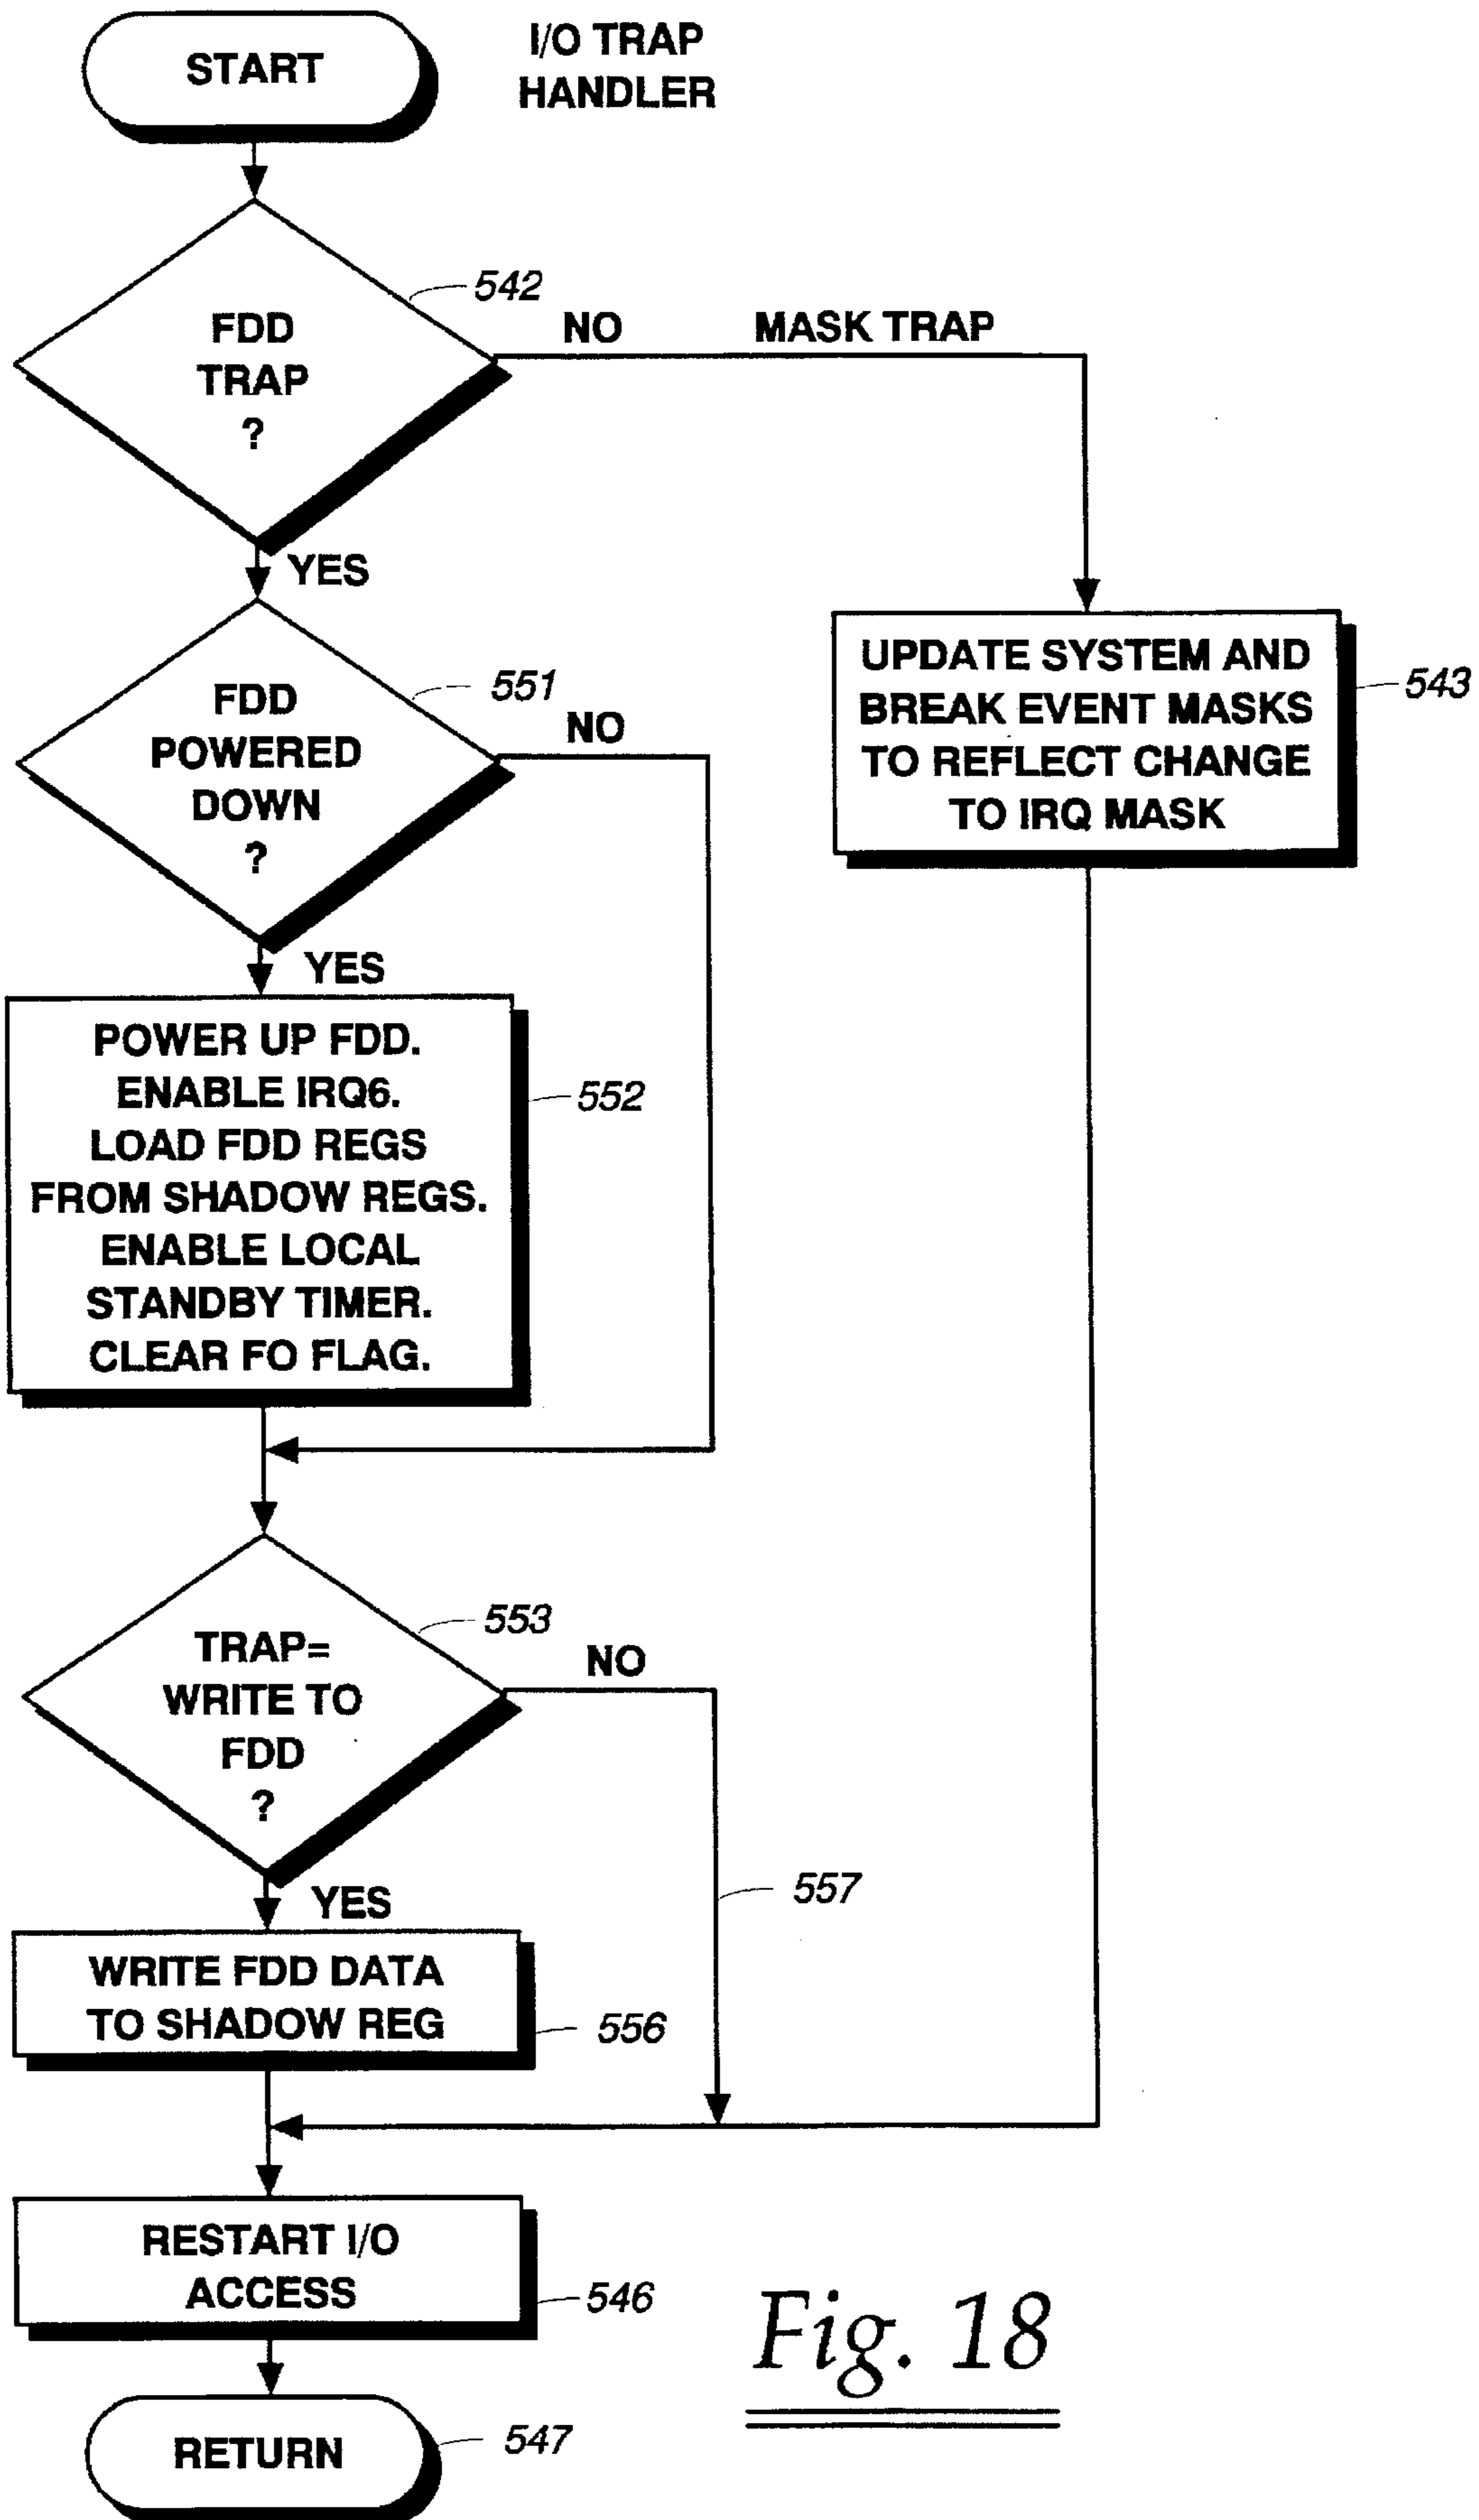 START
I/O TRAP
HANDLER
542
FDD
TRAP
?
NO
MASK TRAP
YES
551
FDD
POWERED
DOWN
?
NO
UPDATE SYSTEM AND
BREAK EVENT MASKS
TO REFLECT CHANGE
TO IRQ MASK
543
YES
POWER UP FDD.
ENABLE IRQ6.
LOAD FDD REGS
FROM SHADOW REGS.
ENABLE LOCAL
STANDBY TIMER.
CLEAR FO FLAG.
552
553
TRAP=
WRITE TO
FDD
?
NO
557
YES
WRITE FDD DATA
TO SHADOW REG
556
RESTART I/O
ACCESS
546
RETURN
547
Fig. 18